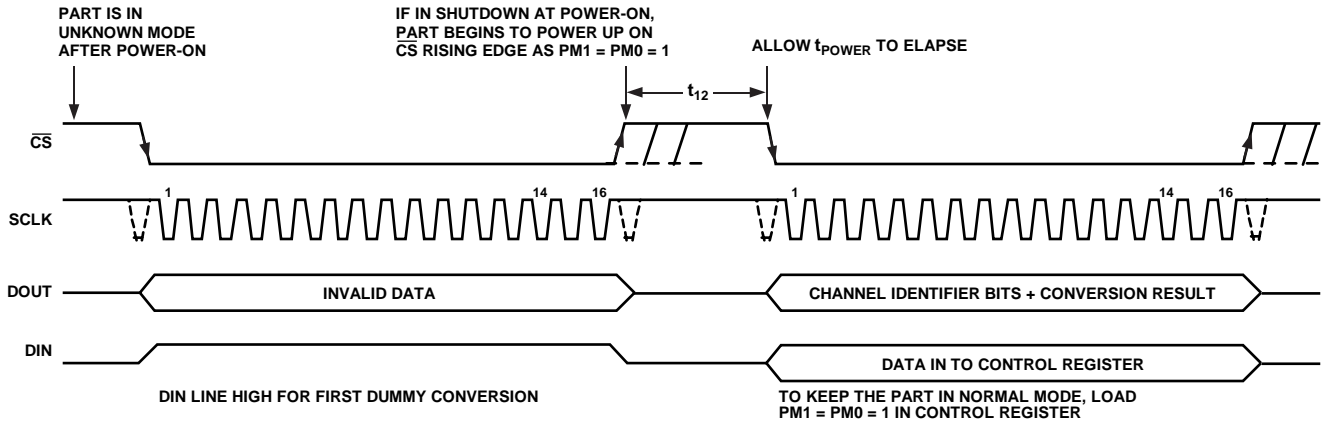 PART IS IN
UNKNOWN MODE
AFTER POWER-ON
IF IN SHUTDOWN AT POWER-ON,
PART BEGINS TO POWER UP ON
C̅S̅ RISING EDGE AS PM1 = PM0 = 1
ALLOW tPOWER TO ELAPSE
t12
C̅S̅
SCLK
1
14
16
1
14
16
DOUT
INVALID DATA
CHANNEL IDENTIFIER BITS + CONVERSION RESULT
DIN
DATA IN TO CONTROL REGISTER
DIN LINE HIGH FOR FIRST DUMMY CONVERSION
TO KEEP THE PART IN NORMAL MODE, LOAD
PM1 = PM0 = 1 IN CONTROL REGISTER